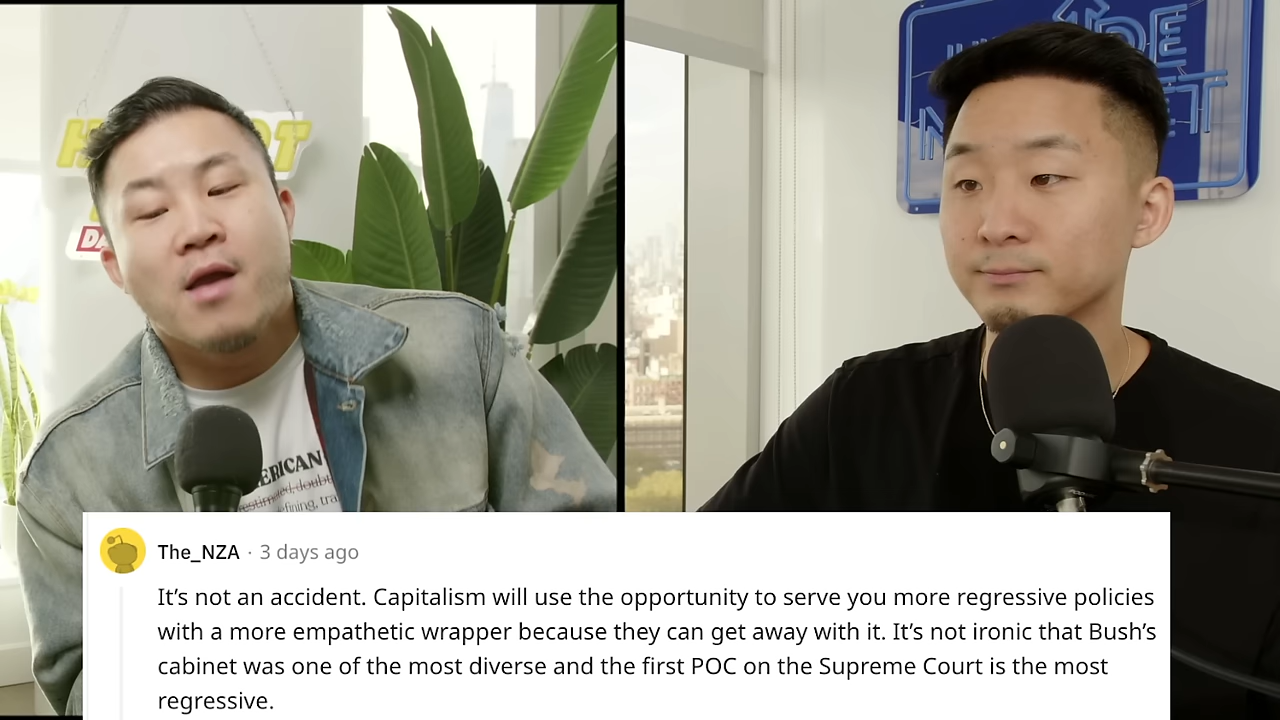 The_NZA · 3 days ago
It's not an accident. Capitalism will use the opportunity to serve you more regressive policies
with a more empathetic wrapper because they can get away with it. It's not ironic that Bush's
cabinet was one of the most diverse and the first POC on the Supreme Court is the most
regressive.